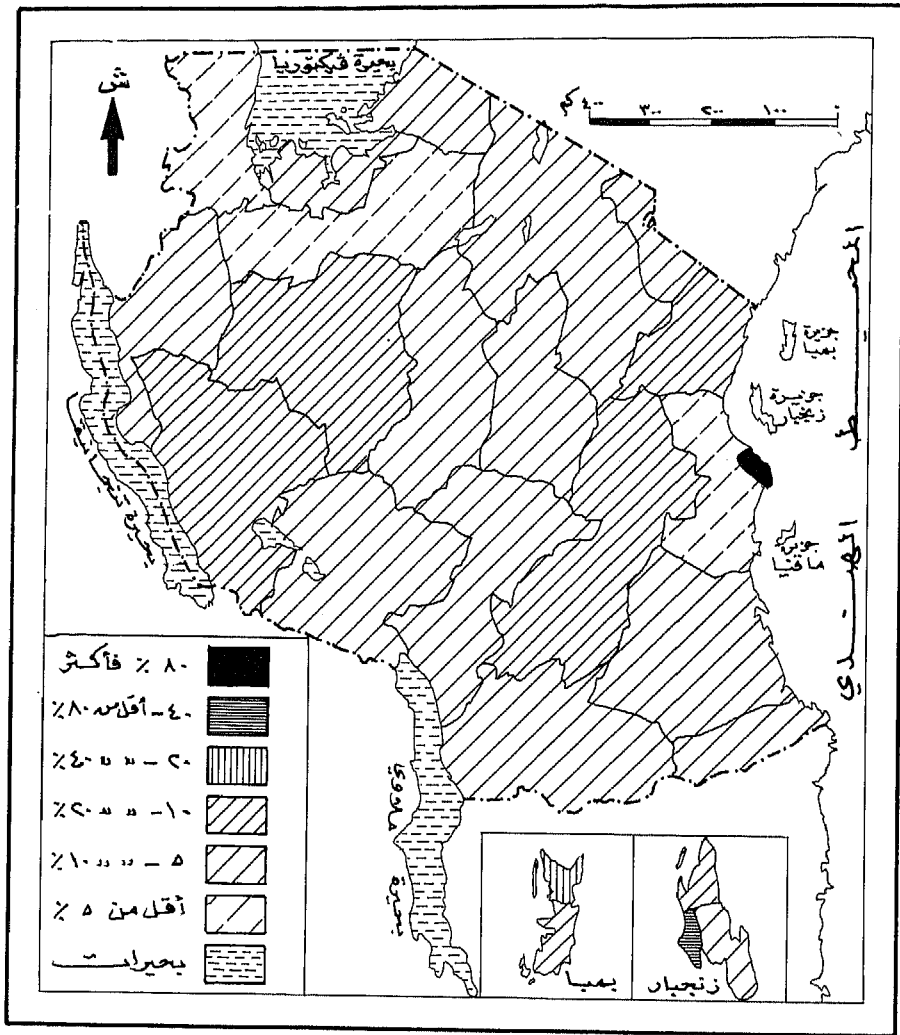 بحيرة فيكتوريا
ش
٤٠٠ كم ٣٠٠ ٢٠٠ ١٠٠ ٠
المحيط الهندي
جزيرة
بمبا
جزيرة
زنجبار
جزيرة
مافيا
بحيرة تنجانيقا
بحيرة ملاوي
٨٠ ٪ فأكثر
٤٠ - أقل من ٨٠ ٪
٢٠ - " " ٤٠ ٪
١٠ - " " ٢٠ ٪
٥ - " " ١٠ ٪
أقل من ٥ ٪
بحيرات
بمبا
زنجبار